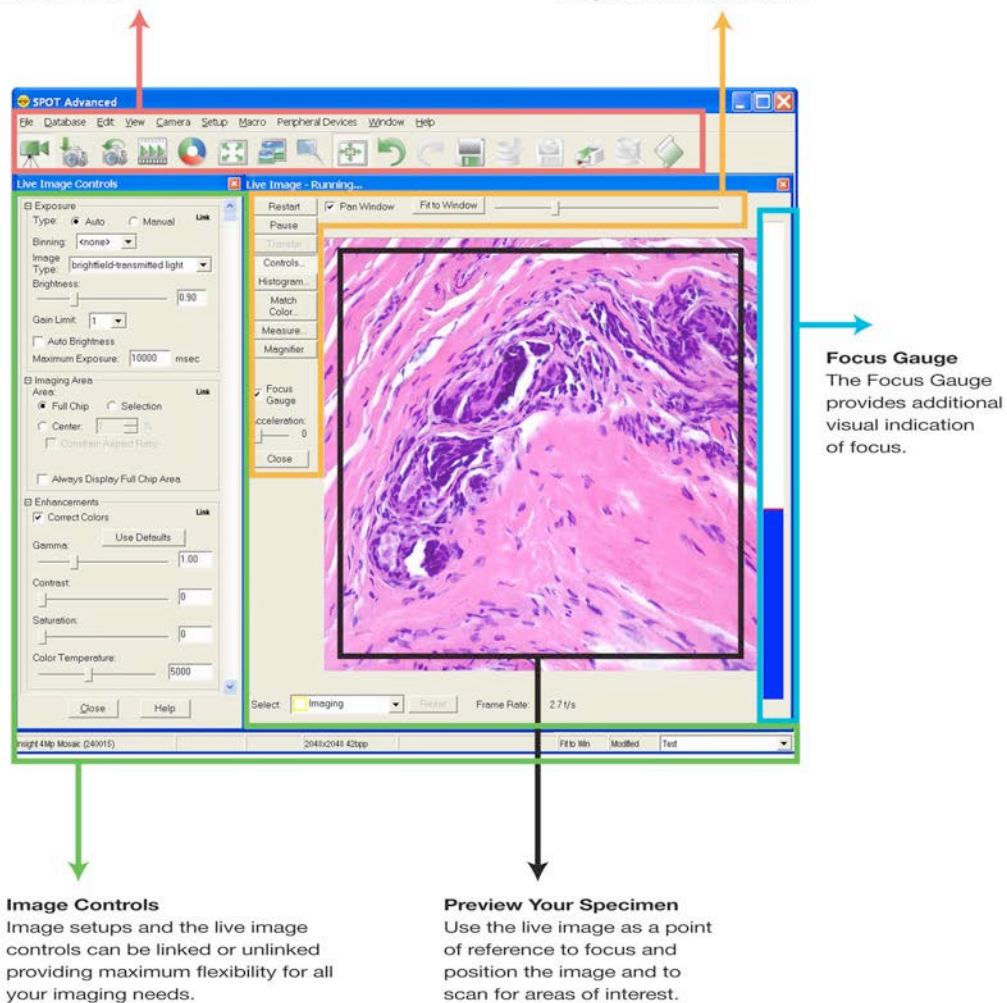 SPOT Advanced
File Database Edit View Camera Setup Macro Peripheral Devices Window Help
Live Image Controls
Exposure
Type: Auto Manual Link
Binning: <none>
Image Type: brightfield-transmitted light
Brightness:
0.90
Gain Limit: 1
Auto Brightness
Maximum Exposure: 10000 msec
Imaging Area
Area: Link
Full Chip Selection
Center: %
Constrain Aspect Ratio
Always Display Full Chip Area
Enhancements
Correct Colors Link
Use Defaults
Gamma:
1.00
Contrast:
0
Saturation:
0
Color Temperature:
5000
Close Help
Live Image - Running...
Restart Pan Window Fit to Window
Pause
Transfer
Controls...
Histogram...
Match
Color...
Measure...
Magnifier
Focus
Gauge
Acceleration:
0
Close
Select: Imaging Reset Frame Rate: 2.7 f/s
Insight 4Mp Mosaic (240015) 2048x2048 42bpp Fit to Win Modified Test
Focus Gauge
The Focus Gauge
provides additional
visual indication
of focus.
Image Controls
Image setups and the live image
controls can be linked or unlinked
providing maximum flexibility for all
your imaging needs.
Preview Your Specimen
Use the live image as a point
of reference to focus and
position the image and to
scan for areas of interest.